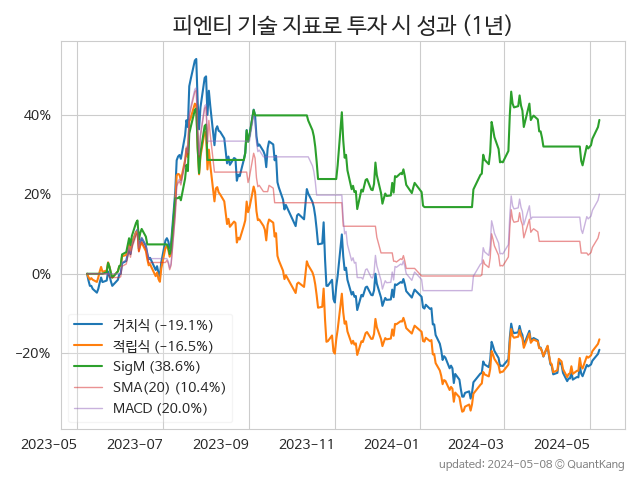 피엔티 기술 지표로 투자 시 성과 (1년)
40%
20%
0%
−20%
거치식 (−19.1%)
적립식 (−16.5%)
SigM (38.6%)
SMA(20) (10.4%)
MACD (20.0%)
2023-05 2023-07 2023-09 2023-11 2024-01 2024-03 2024-05
updated: 2024-05-08 © QuantKang